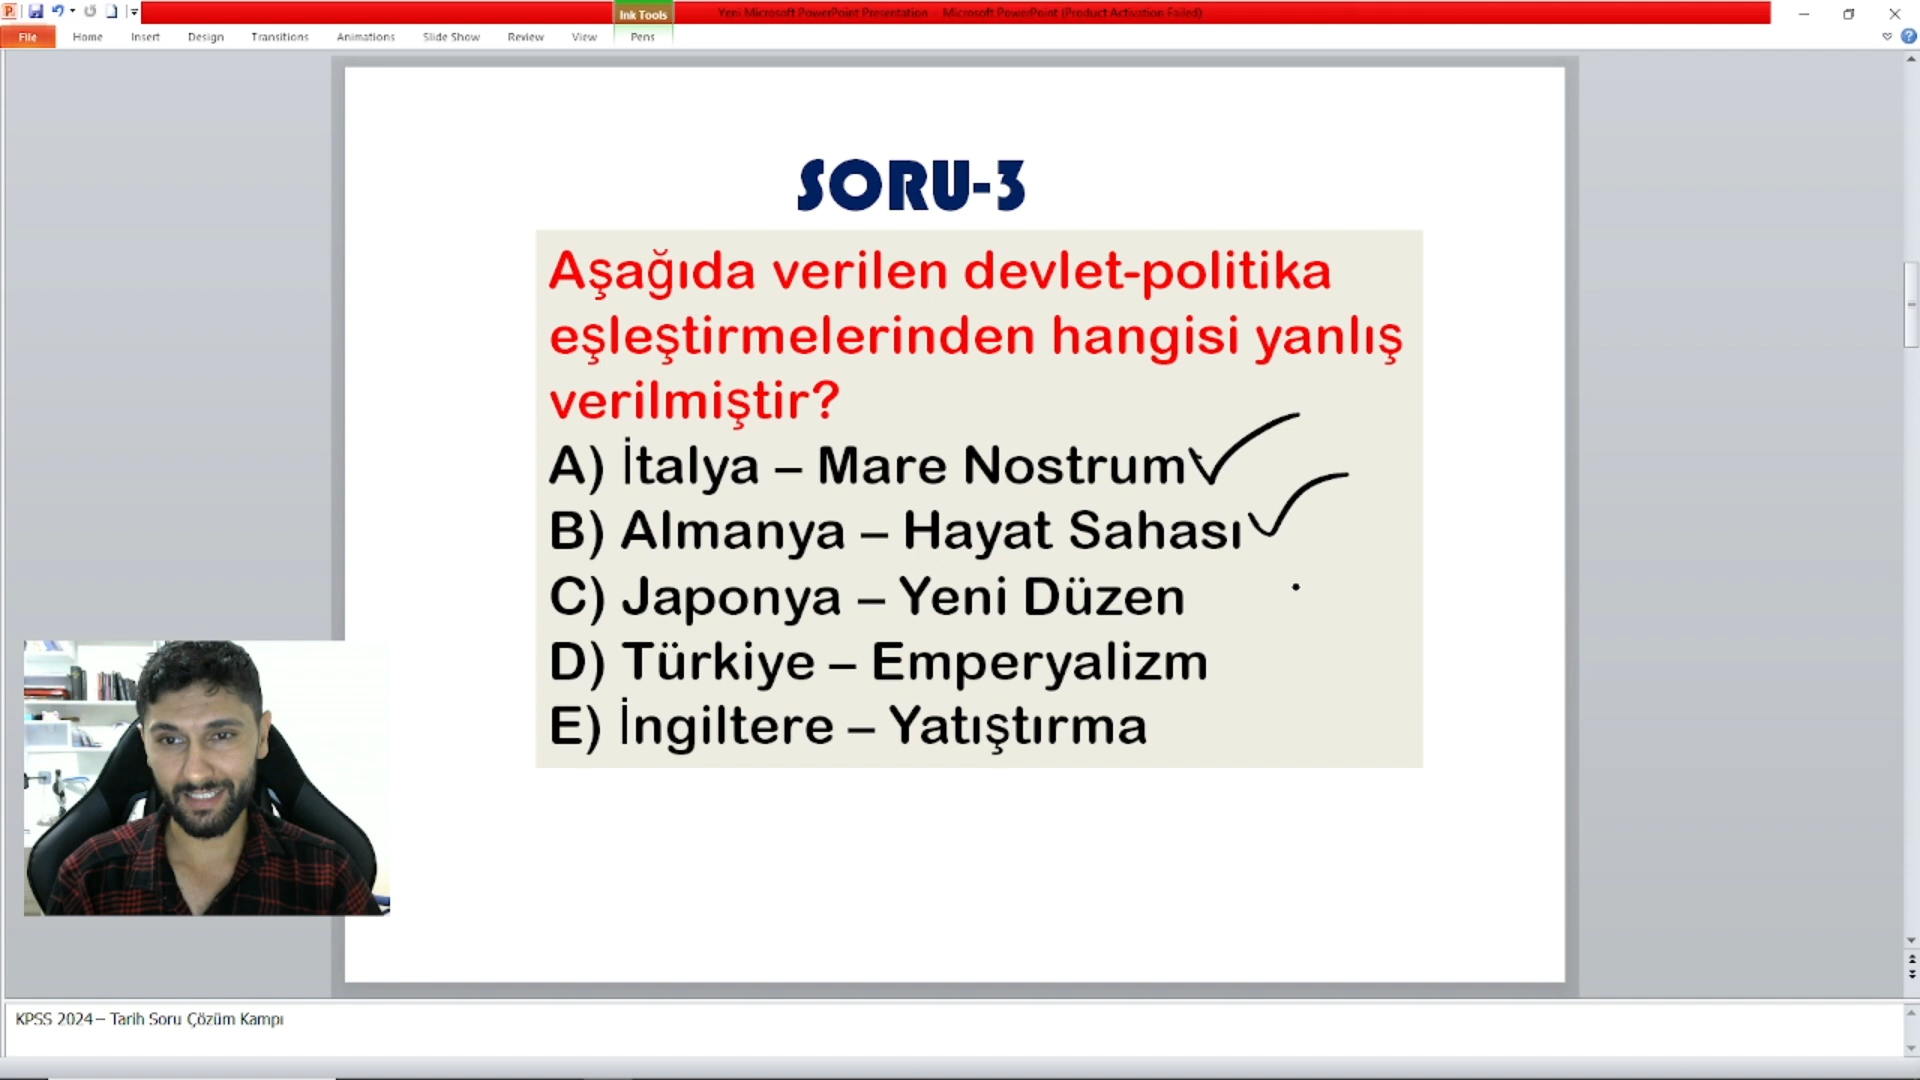 Ink Tools
Yeni Microsoft PowerPoint Presentation - Microsoft PowerPoint (Product Activation Failed)
File Home Insert Design Transitions Animations Slide Show Review View Pens
SORU-3
Aşağıda verilen devlet-politika
eşleştirmelerinden hangisi yanlış
verilmiştir?
A) İtalya – Mare Nostrum
B) Almanya – Hayat Sahası
C) Japonya – Yeni Düzen
D) Türkiye – Emperyalizm
E) İngiltere – Yatıştırma
KPSS 2024 – Tarih Soru Çözüm Kampı